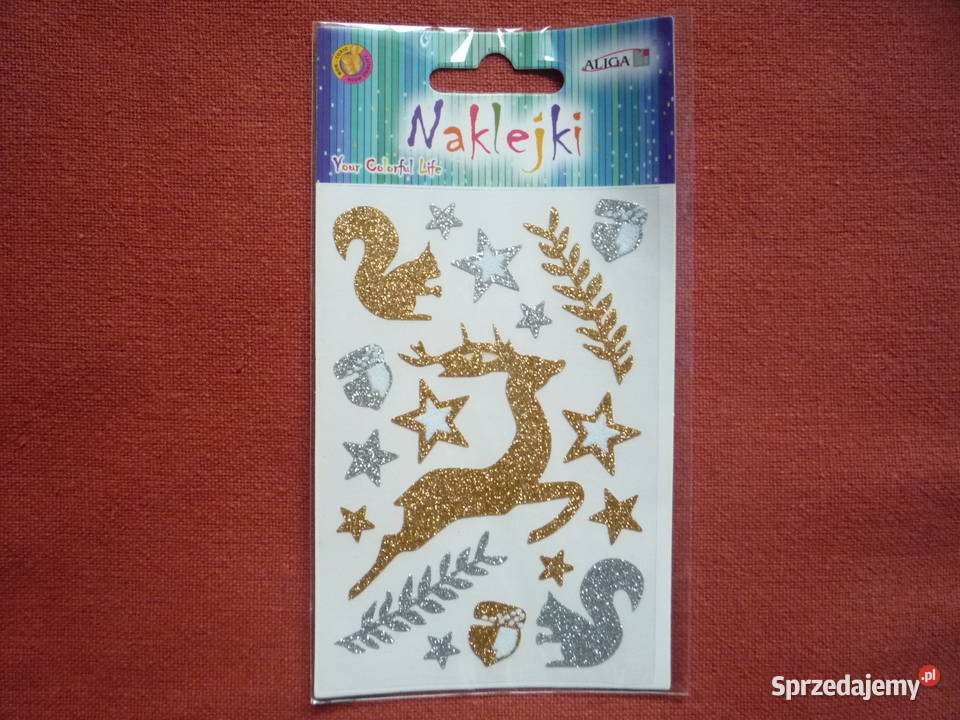 ALIGA
Naklejki
Your Colorful Life
Sprzedajemy.pl